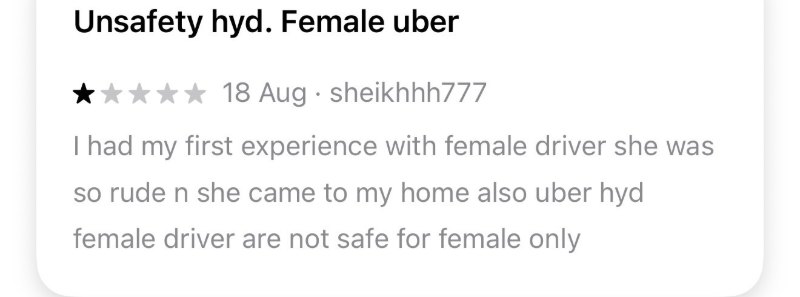 Unsafety hyd. Female uber
18 Aug · sheikhhh777
I had my first experience with female driver she was
so rude n she came to my home also uber hyd
female driver are not safe for female only